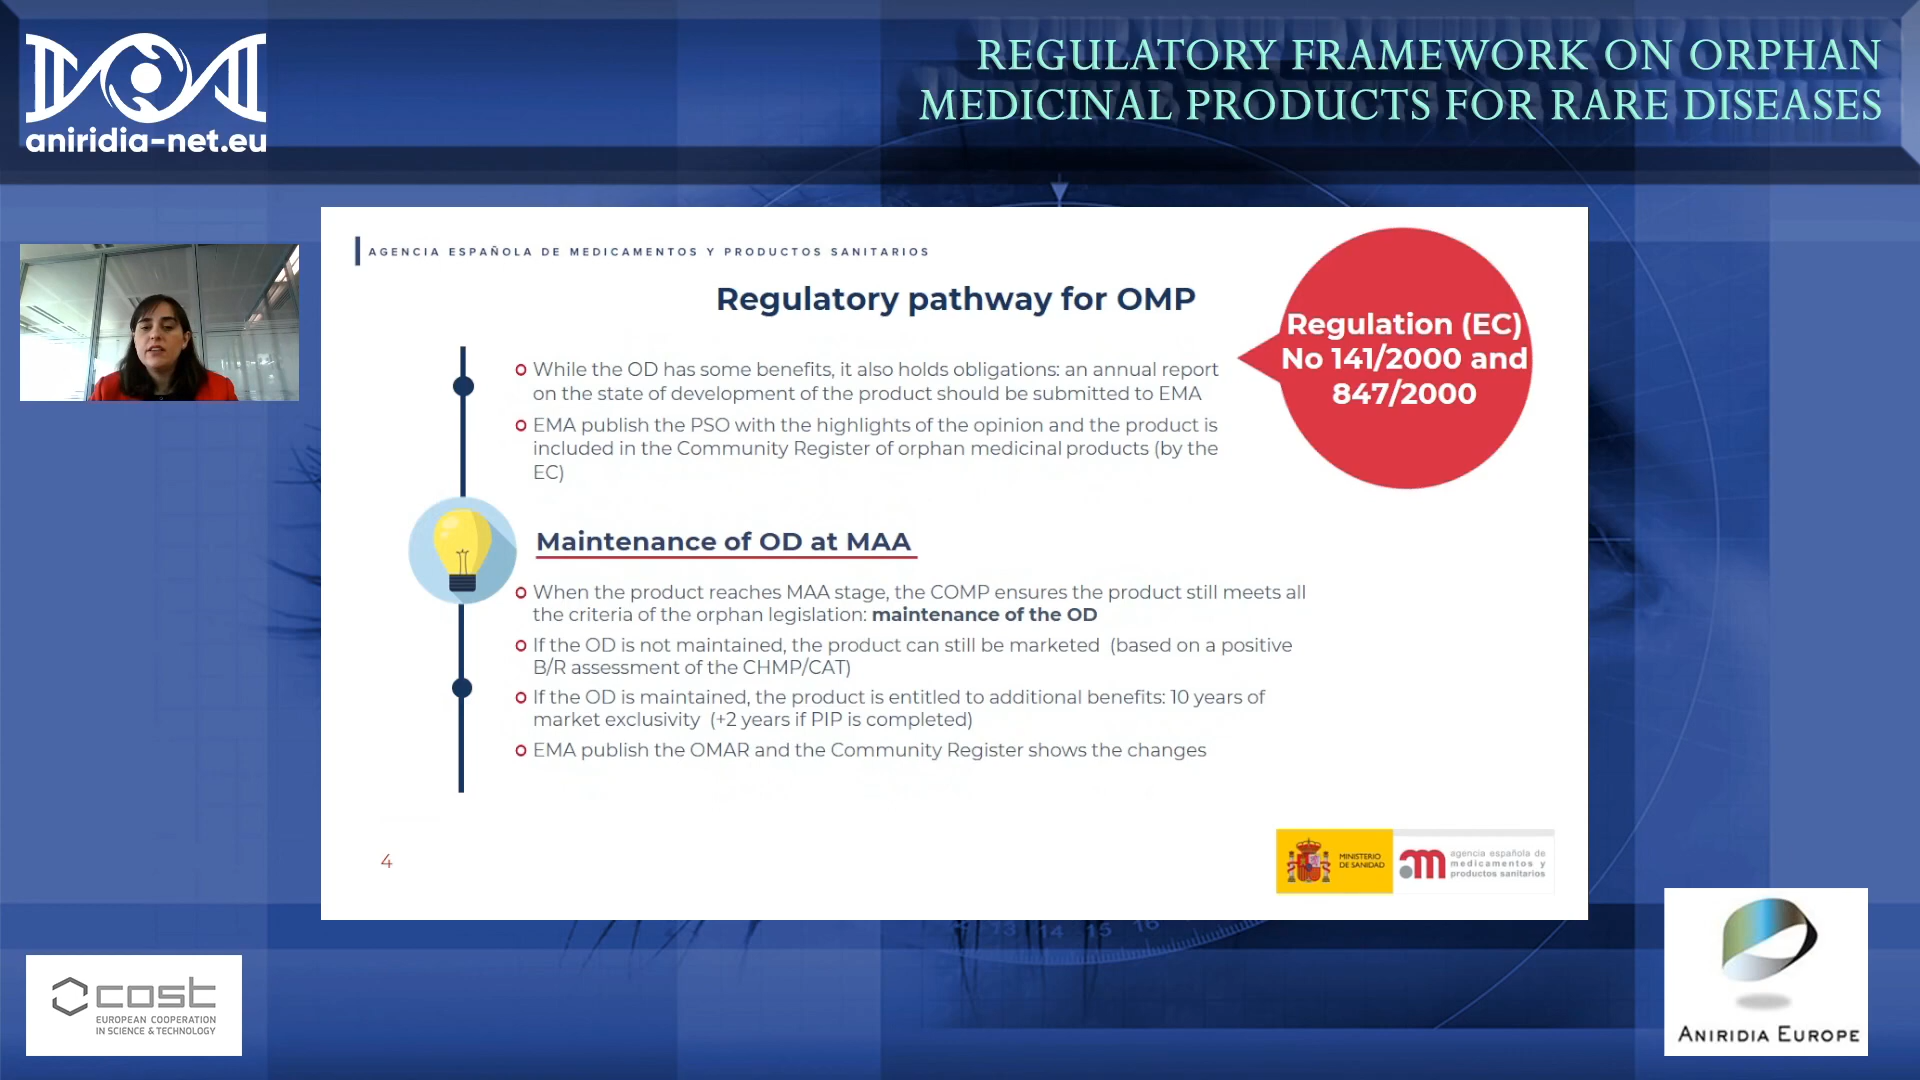 aniridia-net.eu
REGULATORY FRAMEWORK ON ORPHAN
MEDICINAL PRODUCTS FOR RARE DISEASES
AGENCIA ESPAÑOLA DE MEDICAMENTOS Y PRODUCTOS SANITARIOS
Regulatory pathway for OMP
Regulation (EC)
No 141/2000 and
847/2000
While the OD has some benefits, it also holds obligations: an annual report
on the state of development of the product should be submitted to EMA
EMA publish the PSO with the highlights of the opinion and the product is
included in the Community Register of orphan medicinal products (by the
EC)
Maintenance of OD at MAA
When the product reaches MAA stage, the COMP ensures the product still meets all
the criteria of the orphan legislation: maintenance of the OD
If the OD is not maintained, the product can still be marketed (based on a positive
B/R assessment of the CHMP/CAT)
If the OD is maintained, the product is entitled to additional benefits: 10 years of
market exclusivity (+2 years if PIP is completed)
EMA publish the OMAR and the Community Register shows the changes
4
MINISTERIO
DE SANIDAD
agencia española de
medicamentos y
productos sanitarios
13 14 15 16
cost
EUROPEAN COOPERATION
IN SCIENCE & TECHNOLOGY
ANIRIDIA EUROPE